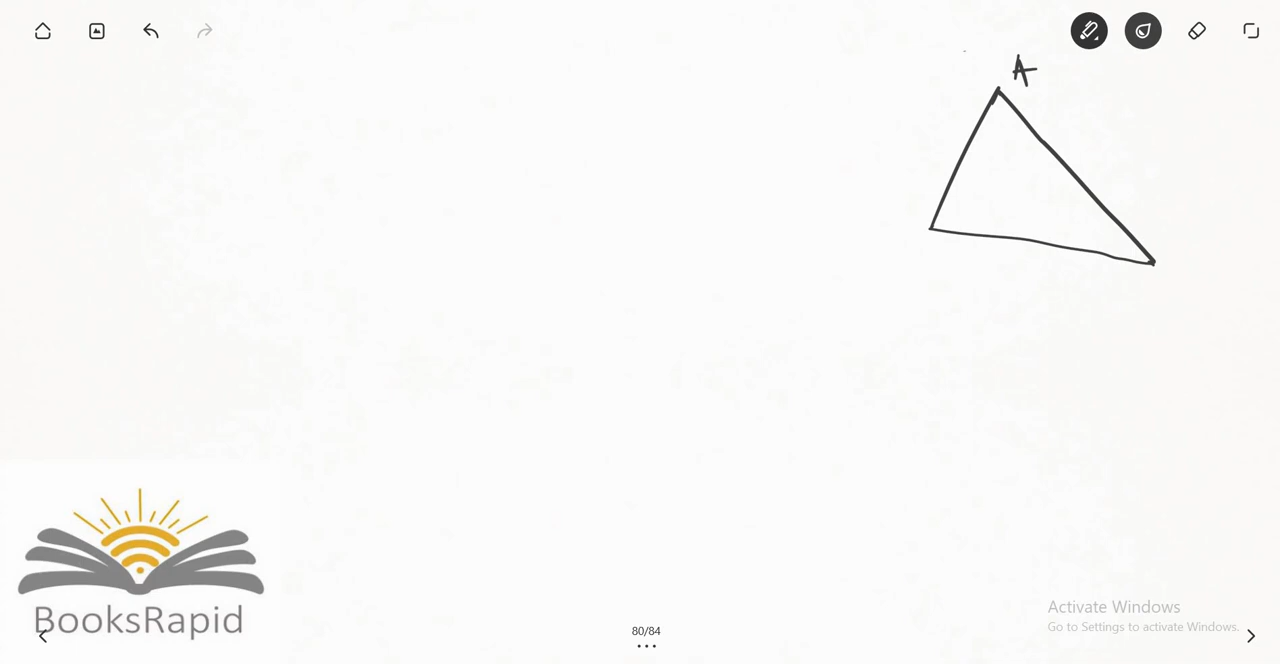 A
BooksRapid
80/84
Activate Windows
Go to Settings to activate Windows.